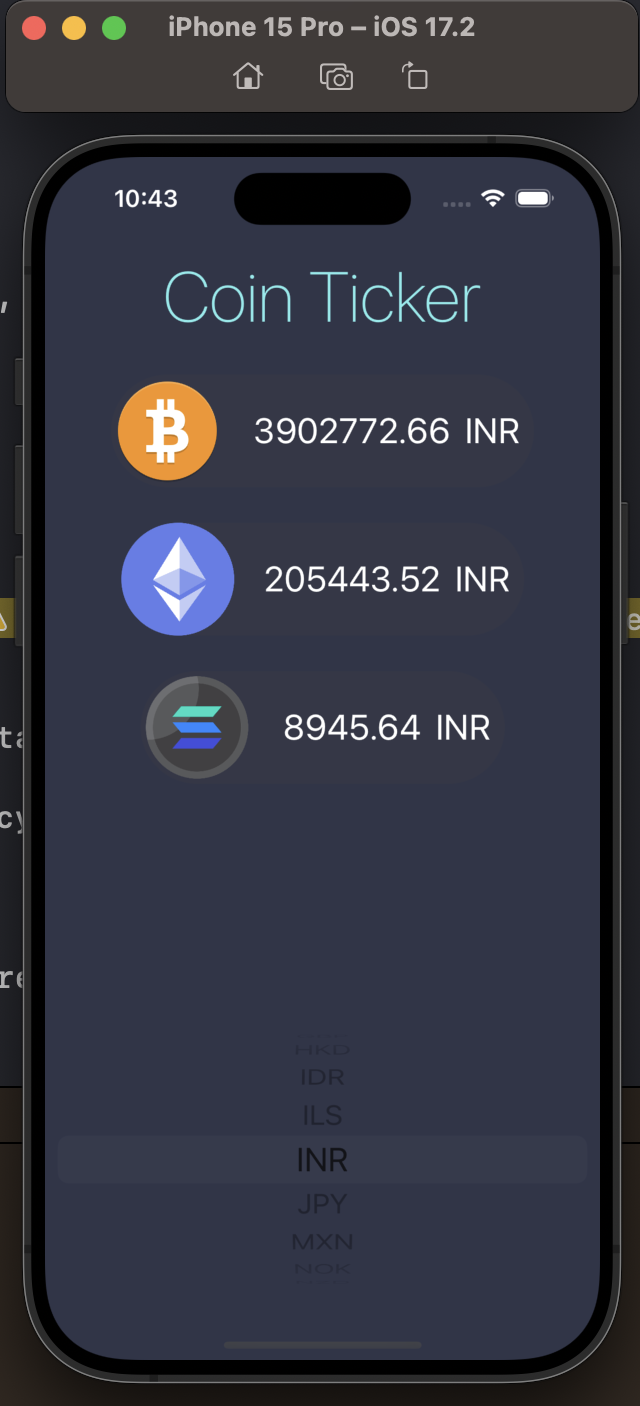 iPhone 15 Pro – iOS 17.2
10:43
Coin Ticker
3902772.66 INR
205443.52 INR
8945.64 INR
HKD
IDR
ILS
INR
JPY
MXN
NOK